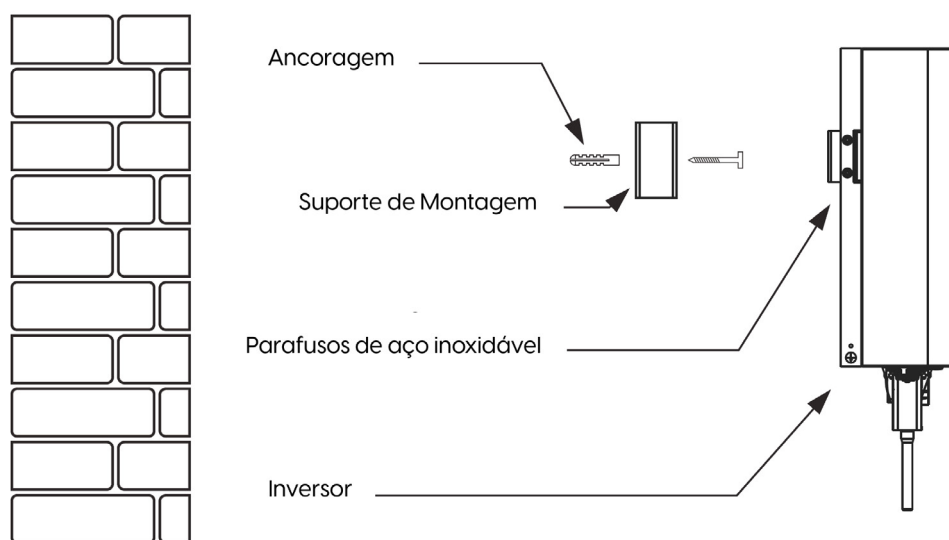 Ancoragem
Suporte de Montagem
Parafusos de aço inoxidável
Inversor